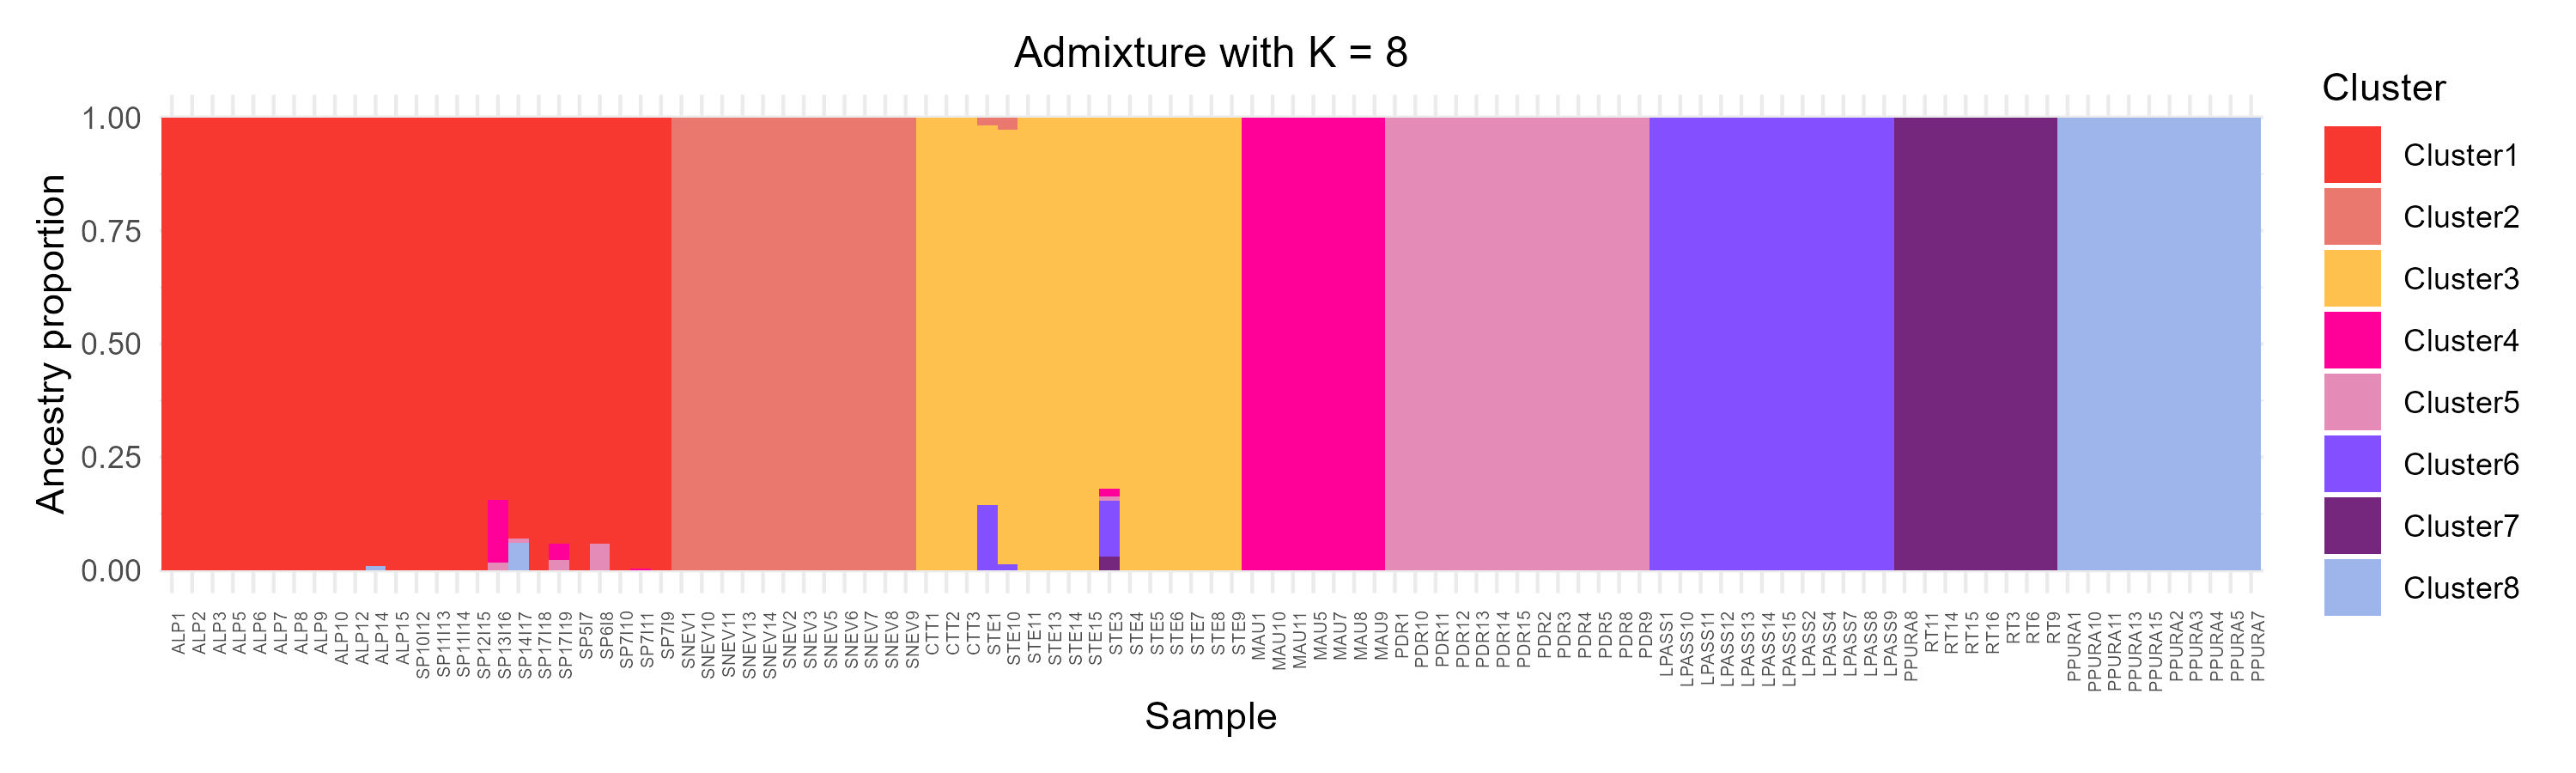 Admixture with K = 8
Ancestry proportion
1.00
0.75
0.50
0.25
0.00
ALP1
ALP2
ALP3
ALP5
ALP6
ALP7
ALP8
ALP9
ALP10
ALP12
ALP14
ALP15
SP10I12
SP11I13
SP11I14
SP12I15
SP13I16
SP14I17
SP17I18
SP17I19
SP5I7
SP6I8
SP7I10
SP7I11
SP7I9
SNEV1
SNEV10
SNEV11
SNEV13
SNEV14
SNEV2
SNEV3
SNEV5
SNEV6
SNEV7
SNEV8
SNEV9
CTT1
CTT2
CTT3
STE1
STE10
STE11
STE13
STE14
STE15
STE3
STE4
STE5
STE6
STE7
STE8
STE9
MAU1
MAU10
MAU11
MAU5
MAU7
MAU8
MAU9
PDR1
PDR10
PDR11
PDR12
PDR13
PDR14
PDR15
PDR2
PDR3
PDR4
PDR5
PDR8
PDR9
LPASS1
LPASS10
LPASS11
LPASS12
LPASS13
LPASS14
LPASS15
LPASS2
LPASS4
LPASS7
LPASS8
LPASS9
PPURA8
RT11
RT14
RT15
RT16
RT3
RT6
RT9
PPURA1
PPURA10
PPURA11
PPURA13
PPURA15
PPURA2
PPURA3
PPURA4
PPURA5
PPURA7
Sample
Cluster
Cluster1
Cluster2
Cluster3
Cluster4
Cluster5
Cluster6
Cluster7
Cluster8